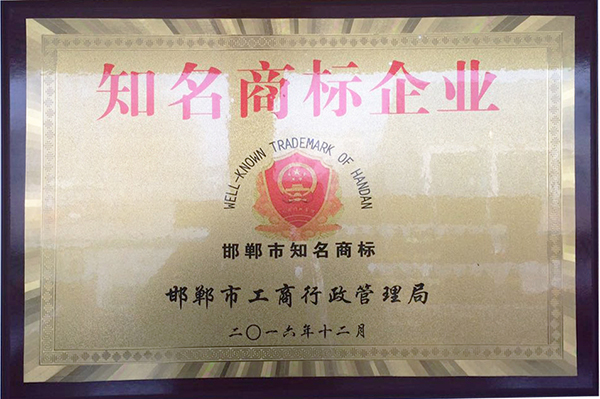 知名商标企业
WELL-KNOWN TRADEMARK OF HANDAN
邯郸市知名商标
邯郸市工商行政管理局
二〇一六年十二月